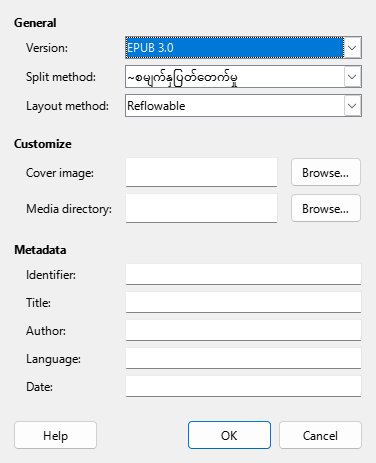 General
Version:
EPUB 3.0
Split method:
~စမျက်နှပြတ်တောက်မှု
Layout method:
Reflowable
Customize
Cover image:
Browse...
Media directory:
Browse...
Metadata
Identifier:
Title:
Author:
Language:
Date:
Help
OK
Cancel